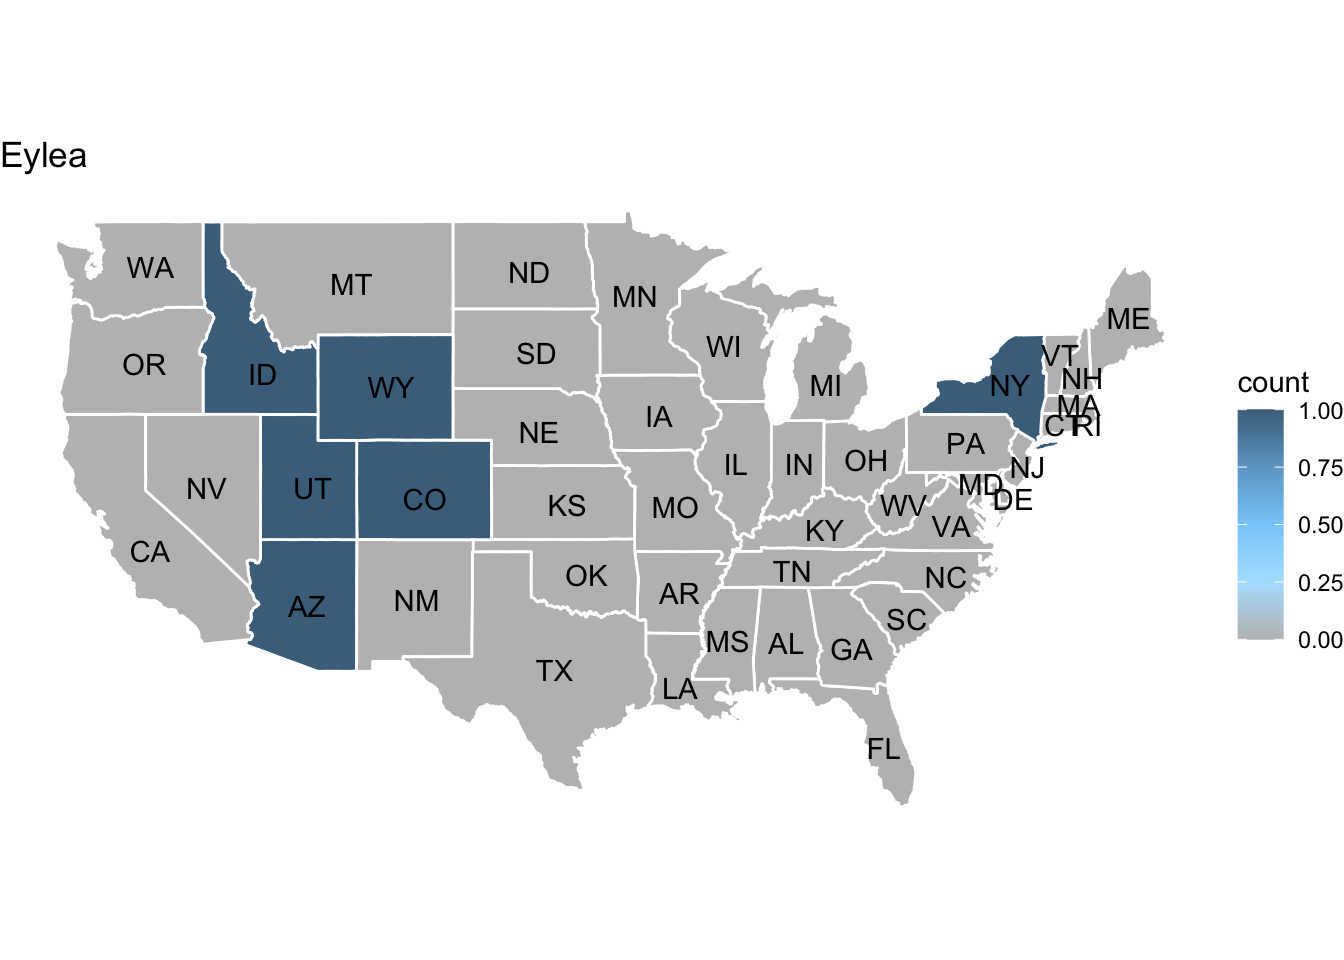 Eylea
WA
MT
ND
MN
ME
OR
ID
WY
SD
WI
MI
NY
VT
NH
MA
CT
RI
NE
IA
PA
NJ
NV
UT
CO
KS
MO
IL
IN
OH
WV
MD
DE
VA
KY
CA
AZ
NM
OK
AR
TN
NC
SC
TX
LA
MS
AL
GA
FL
count
1.00
0.75
0.50
0.25
0.00